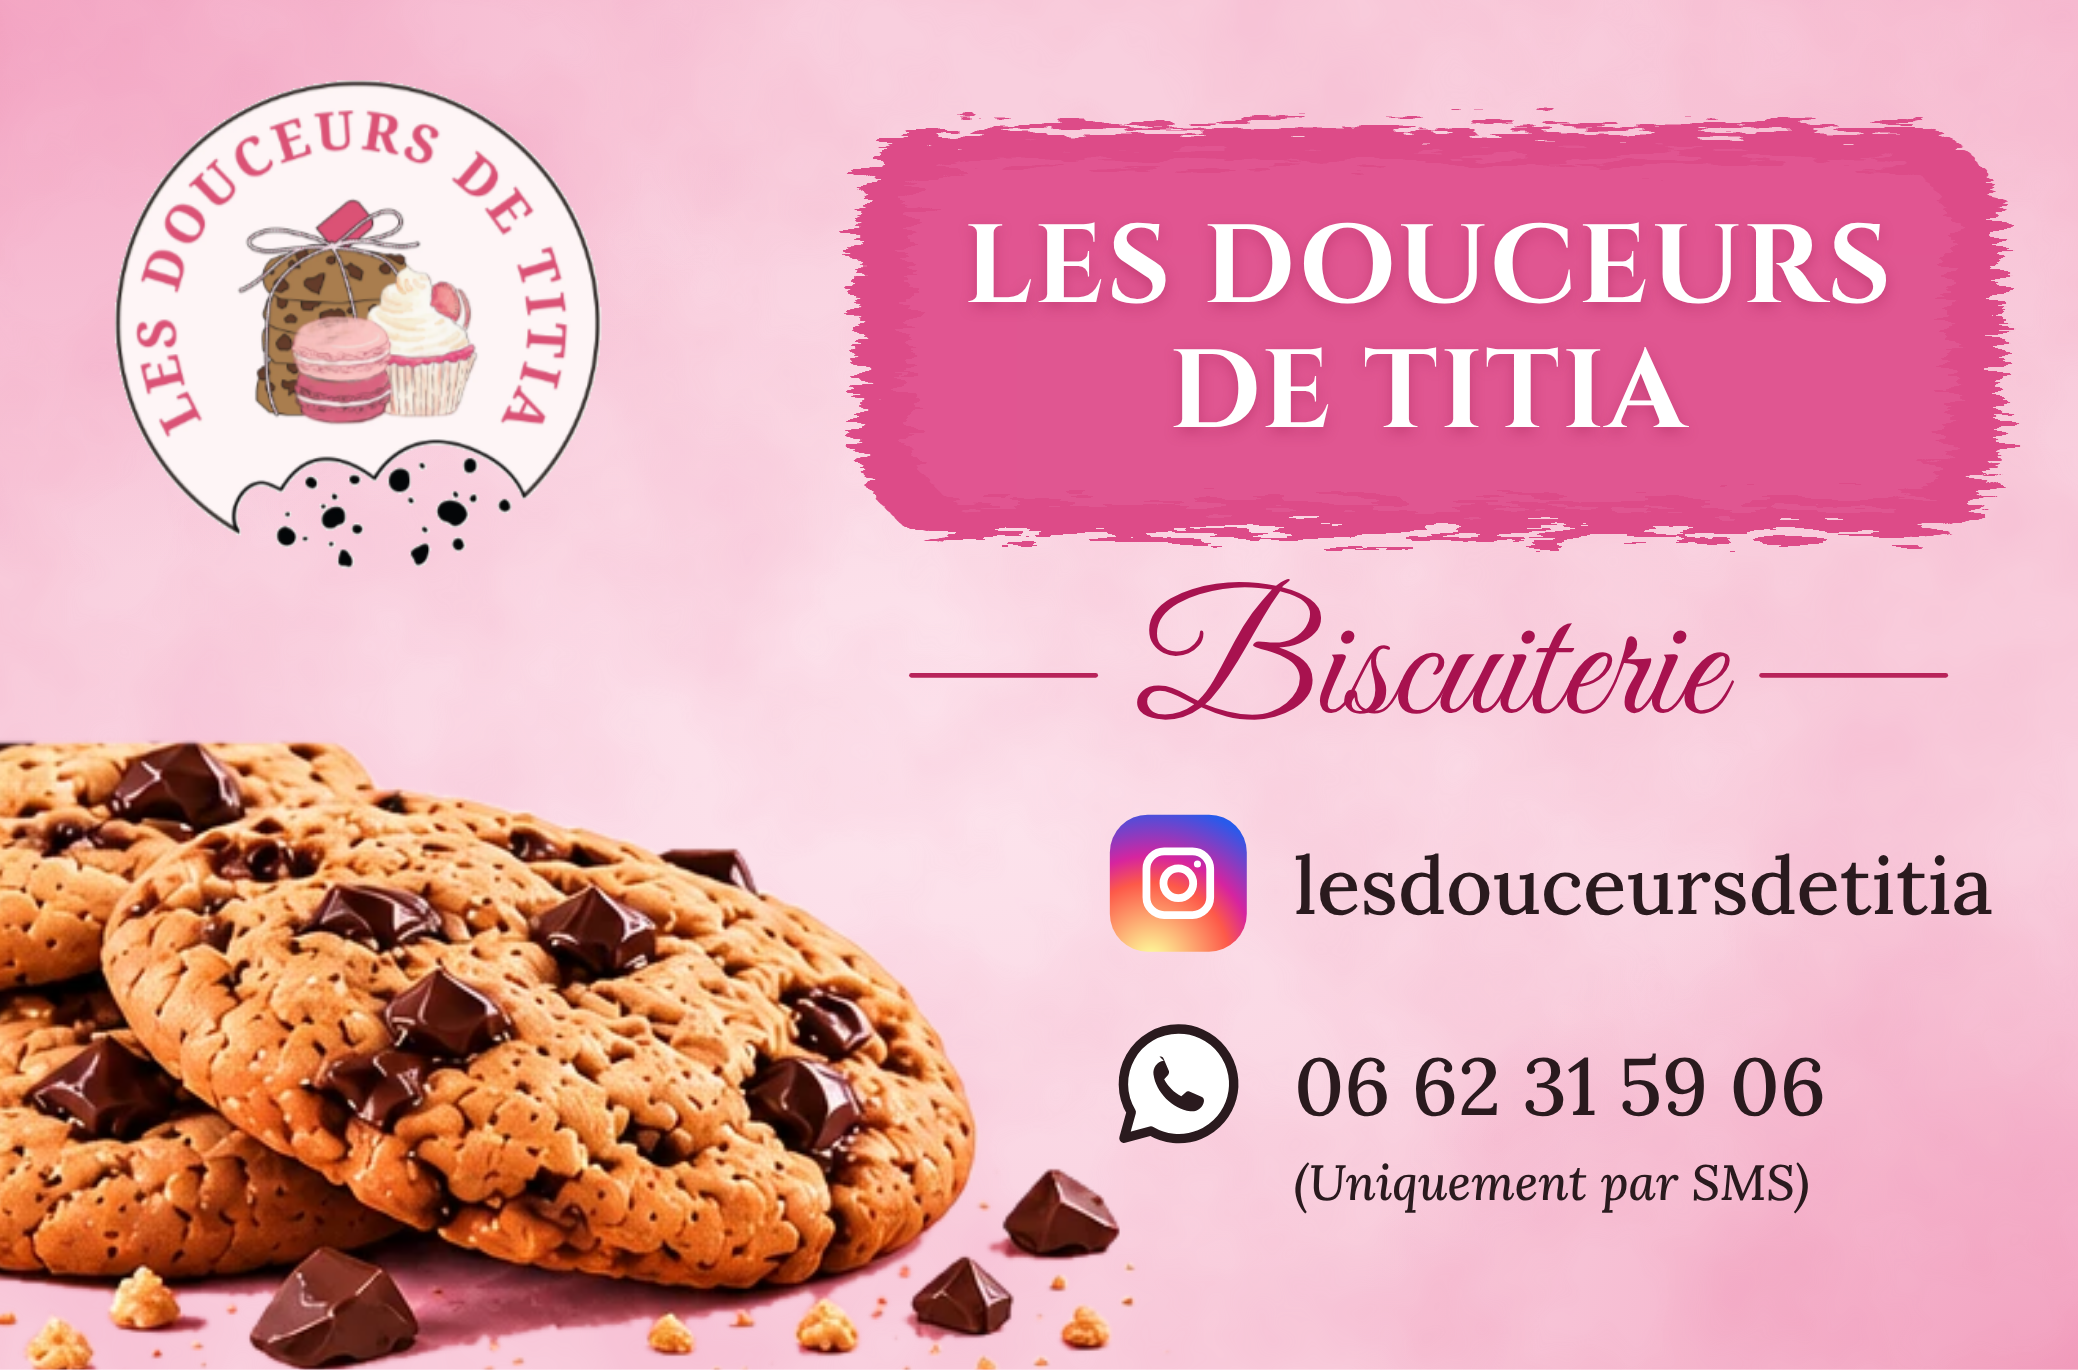 LES DOUCEURS DE TITIA
LES DOUCEURS
DE TITIA
Biscuiterie
lesdouceursdetitia
06 62 31 59 06
(Uniquement par SMS)